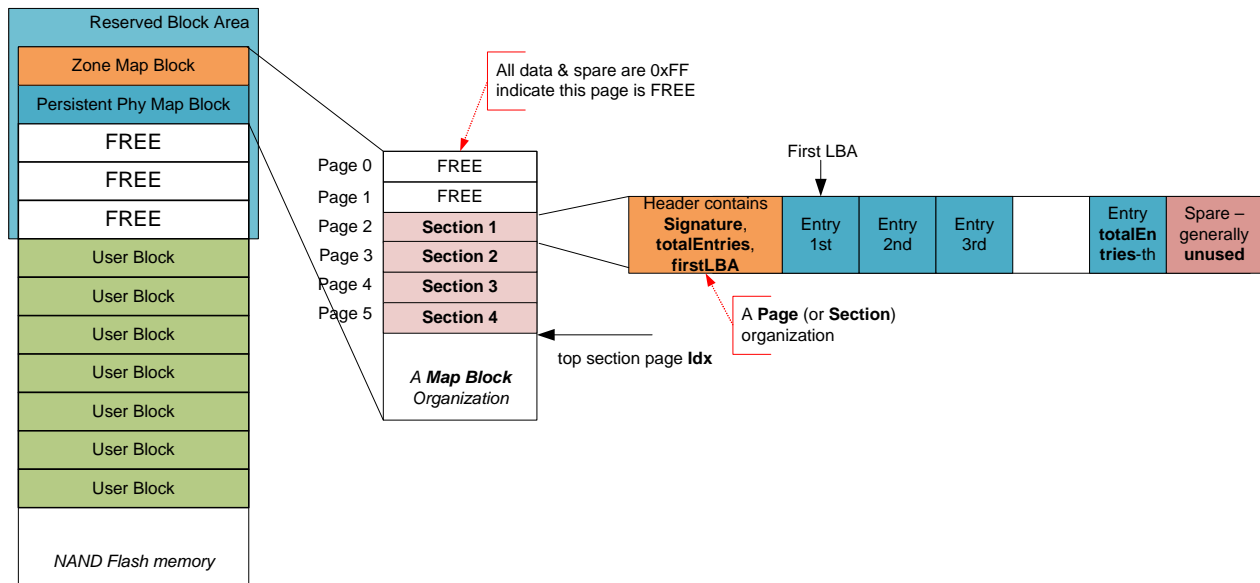 Reserved Block Area
Zone Map Block
Persistent Phy Map Block
FREE
FREE
FREE
User Block
User Block
User Block
User Block
User Block
User Block
User Block
NAND Flash memory
All data & spare are 0xFF
indicate this page is FREE
Page 0
FREE
Page 1
FREE
Page 2
Section 1
Page 3
Section 2
Page 4
Section 3
Page 5
Section 4
top section page Idx
A Map Block
Organization
First LBA
Header contains
Signature,
totalEntries,
firstLBA
Entry
1st
Entry
2nd
Entry
3rd
Entry
totalEn
tries-th
Spare –
generally
unused
A Page (or Section)
organization